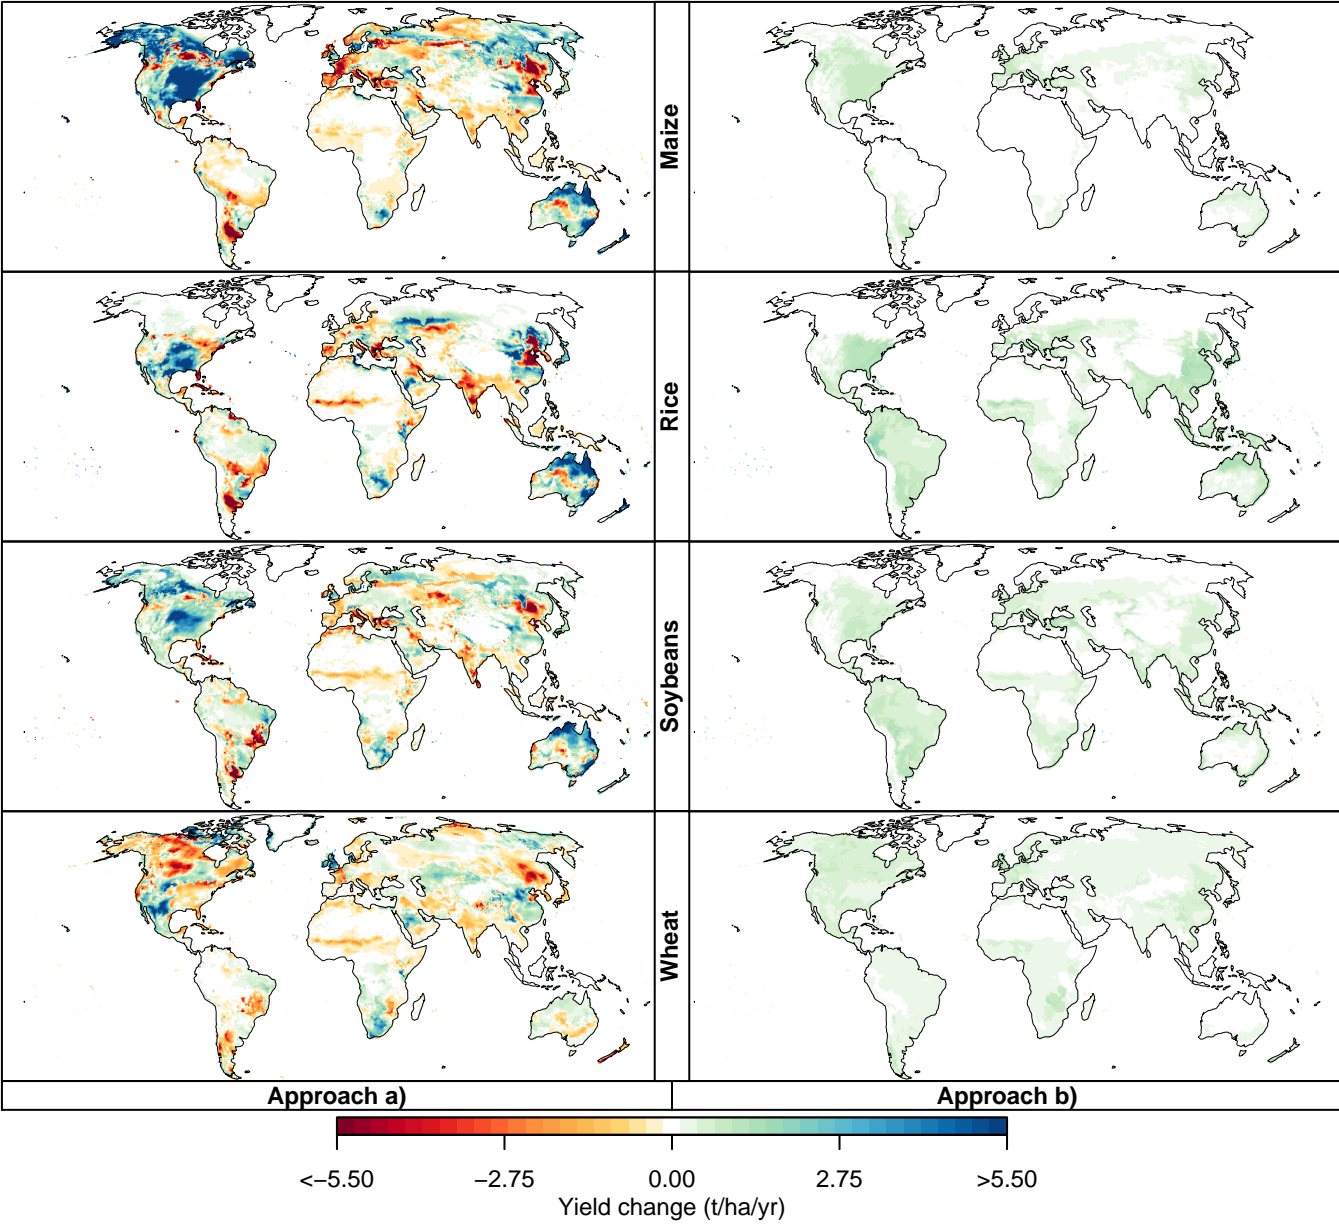 Maize
Rice
Soybeans
Wheat
Approach a)
Approach b)
<−5.50
−2.75
0.00
2.75
>5.50
Yield change (t/ha/yr)